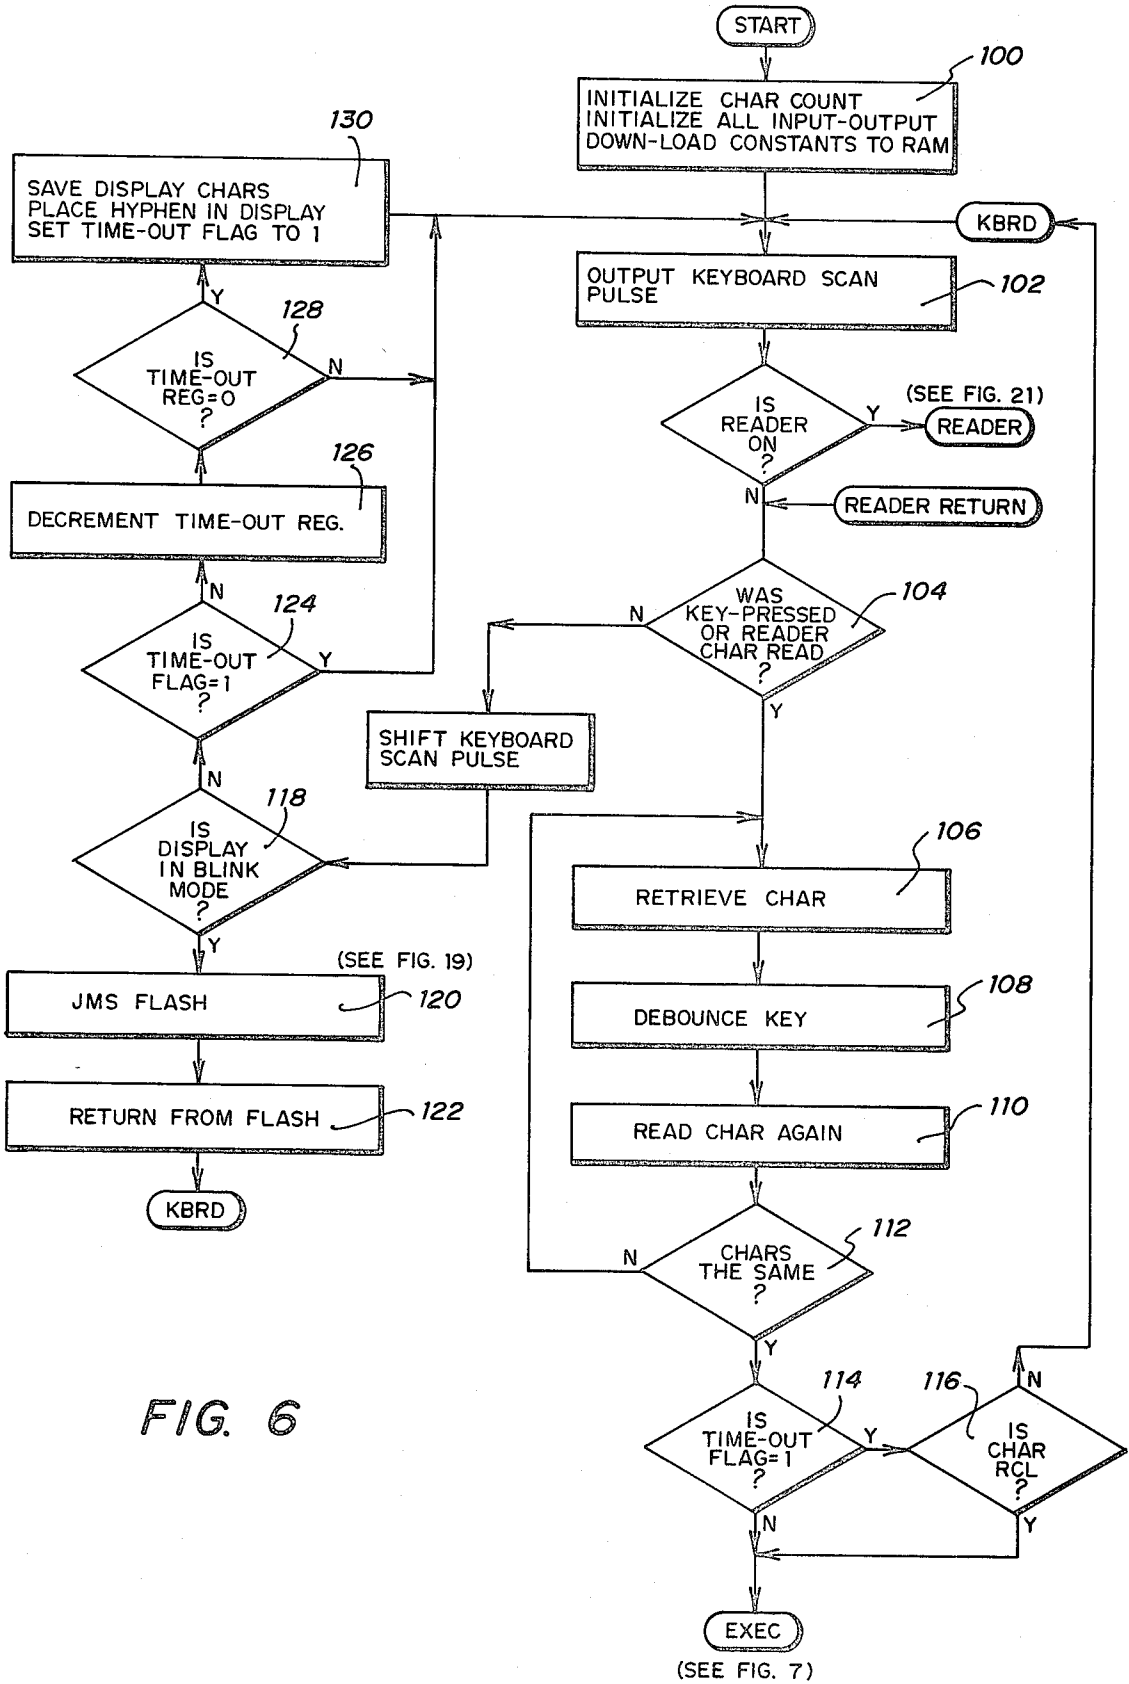 START
100
INITIALIZE CHAR COUNT
INITIALIZE ALL INPUT-OUTPUT
DOWN-LOAD CONSTANTS TO RAM
130
SAVE DISPLAY CHARS
PLACE HYPHEN IN DISPLAY
SET TIME-OUT FLAG TO 1
KBRD
OUTPUT KEYBOARD SCAN
PULSE
102
Y
128
IS
TIME-OUT
REG=0
?
N
IS
READER
ON
?
Y
(SEE FIG. 21)
READER
N
READER RETURN
126
DECREMENT TIME-OUT REG.
N
124
IS
TIME-OUT
FLAG=1
?
Y
WAS
KEY-PRESSED
OR READER
CHAR READ
?
104
N
Y
SHIFT KEYBOARD
SCAN PULSE
N
118
IS
DISPLAY
IN BLINK
MODE
?
Y
106
RETRIEVE CHAR
(SEE FIG. 19)
JMS FLASH
120
108
DEBOUNCE KEY
RETURN FROM FLASH
122
110
READ CHAR AGAIN
KBRD
112
CHARS
THE SAME
?
N
Y
114
IS
TIME-OUT
FLAG=1
?
Y
N
116
N
IS
CHAR
RCL
?
Y
FIG. 6
EXEC
(SEE FIG. 7)